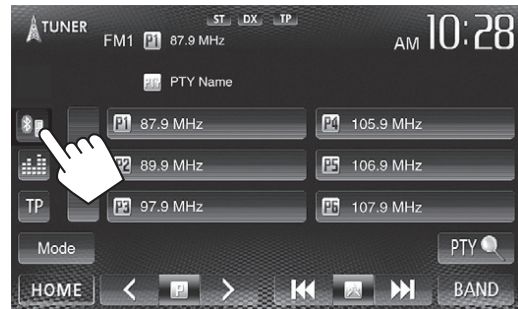 TUNER
ST DX TP
FM1 P1 87.9 MHz
AM 10:28
PTY PTY Name
P1 87.9 MHz
P4 105.9 MHz
P2 89.9 MHz
P5 106.9 MHz
TP
P3 97.9 MHz
P6 107.9 MHz
Mode
PTY
HOME
P
BAND